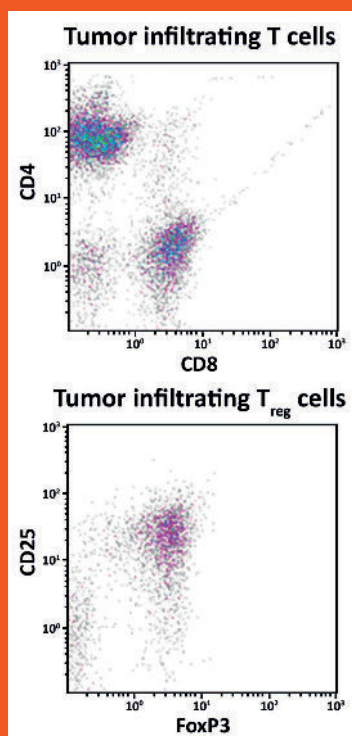 Tumor infiltrating T cells
10³
10²
10¹
10⁰
CD4
10⁰ 10¹ 10² 10³
CD8
Tumor infiltrating Treg cells
10³
10²
10¹
10⁰
CD25
10⁰ 10¹ 10² 10³
FoxP3